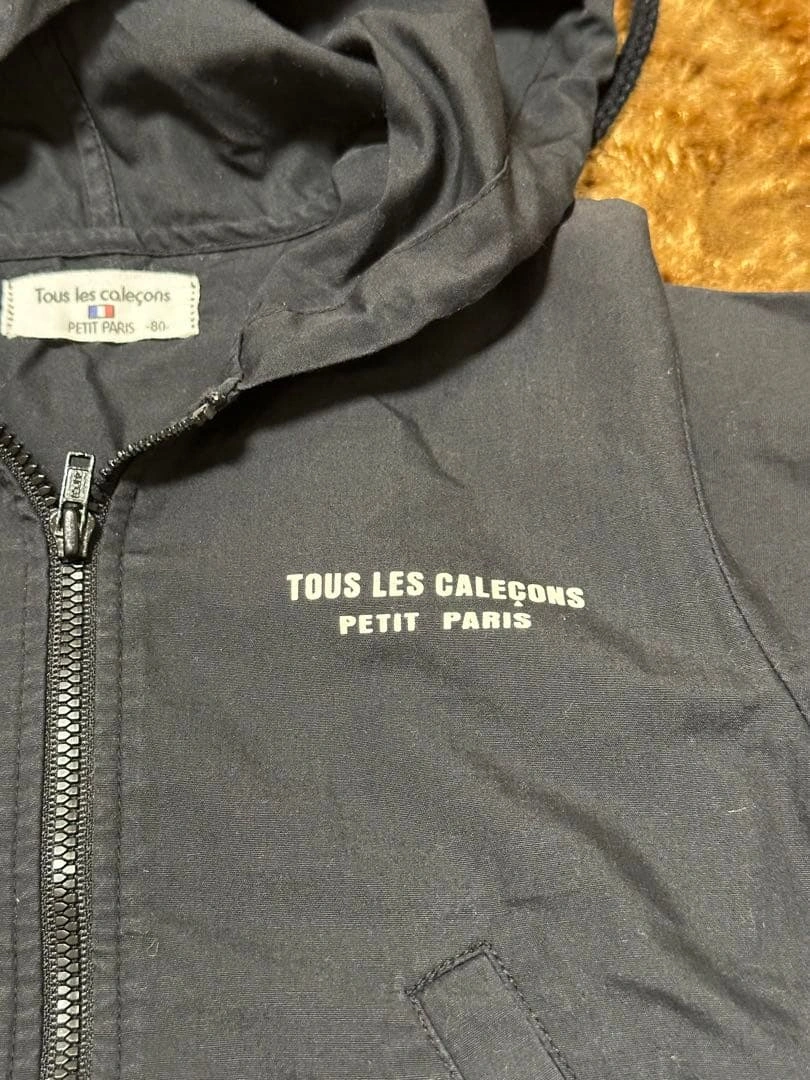 Tous les caleçons
PETIT PARIS -80-
TOUS LES CALEÇONS
PETIT PARIS